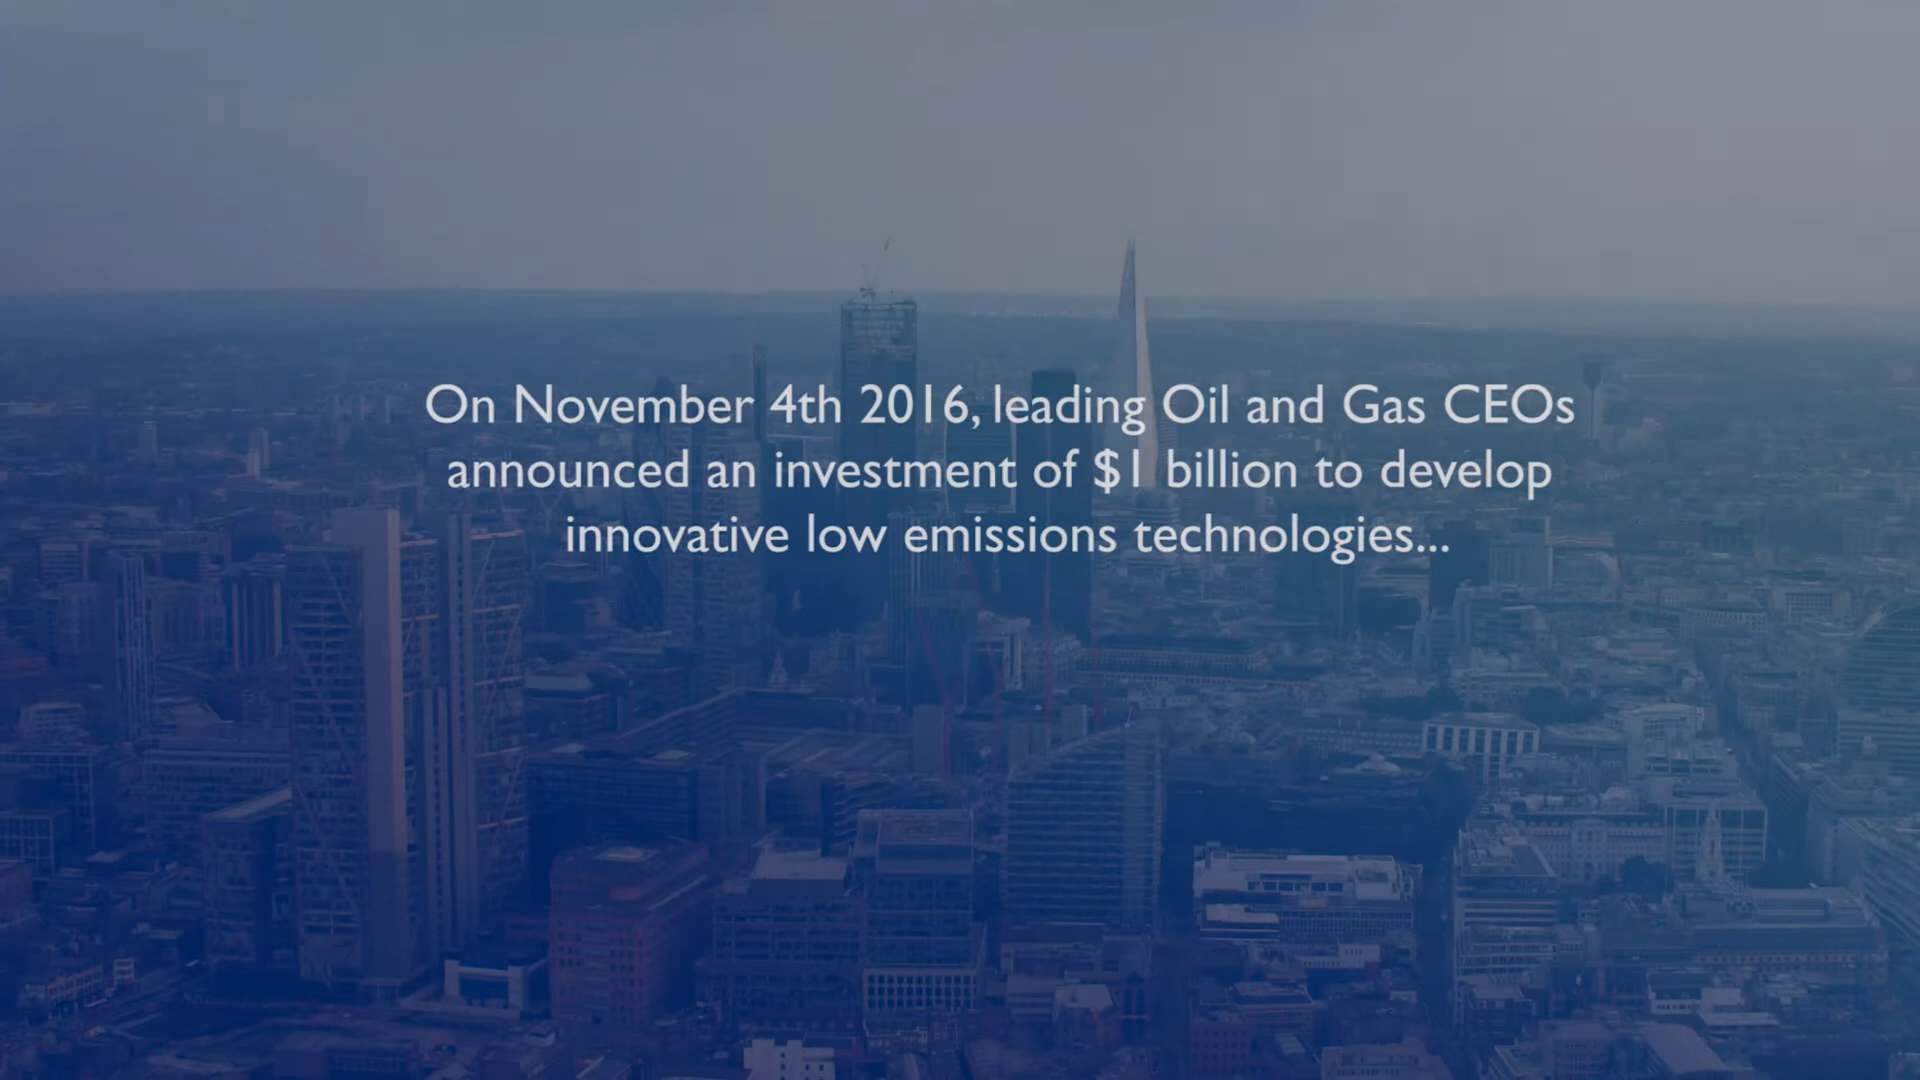 On November 4th 2016, leading Oil and Gas CEOs
announced an investment of $1 billion to develop
innovative low emissions technologies...